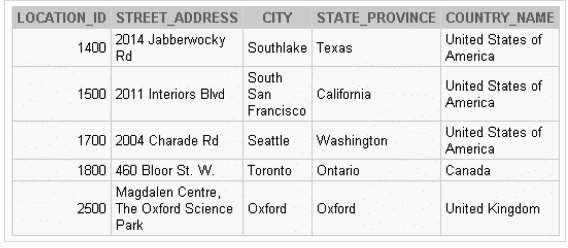 LOCATION_ID STREET_ADDRESS CITY STATE_PROVINCE COUNTRY_NAME
1400 2014 Jabberwocky Rd Southlake Texas United States of America
1500 2011 Interiors Blvd South San Francisco California United States of America
1700 2004 Charade Rd Seattle Washington United States of America
1800 460 Bloor St. W. Toronto Ontario Canada
2500 Magdalen Centre, The Oxford Science Park Oxford Oxford United Kingdom